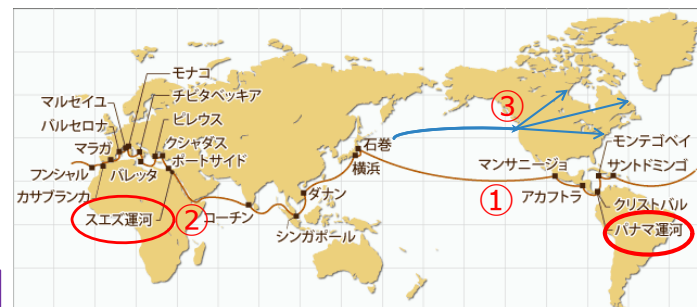 モナコ
チビタベッキア
マルセイユ
ピレウス
バルセロナ
クシャダス
マラガ
ポートサイド
フンシャル
バレッタ
カサブランカ
スエズ運河
②
コーチン
シンガポール
ダナン
石巻
横浜
①
③
マンサニージョ
アカフトラ
モンテゴベイ
サントドミンゴ
クリストバル
パナマ運河